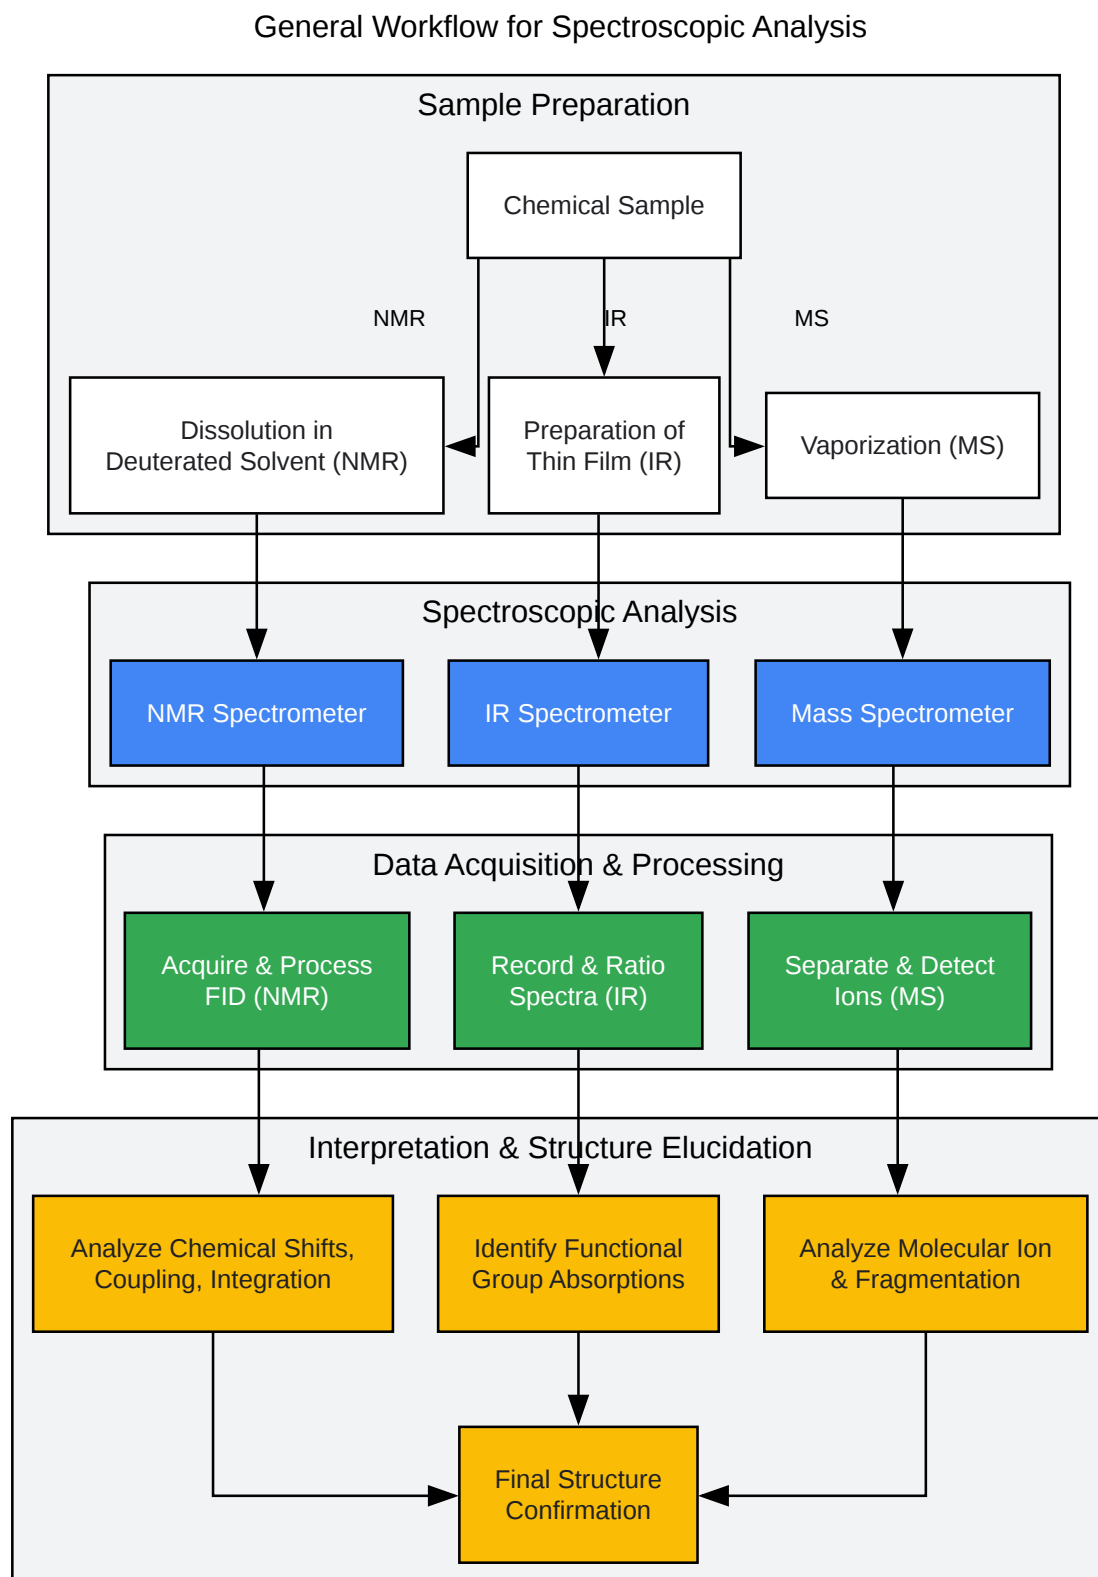 General Workflow for Spectroscopic Analysis
Sample Preparation
Chemical Sample
NMR
IR
MS
Dissolution in
Deuterated Solvent (NMR)
Preparation of
Thin Film (IR)
Vaporization (MS)
Spectroscopic Analysis
NMR Spectrometer
IR Spectrometer
Mass Spectrometer
Data Acquisition & Processing
Acquire & Process
FID (NMR)
Record & Ratio
Spectra (IR)
Separate & Detect
Ions (MS)
Interpretation & Structure Elucidation
Analyze Chemical Shifts,
Coupling, Integration
Identify Functional
Group Absorptions
Analyze Molecular Ion
& Fragmentation
Final Structure
Confirmation